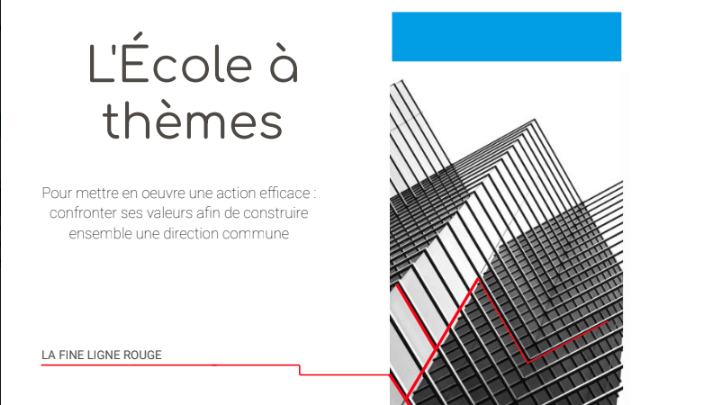 L'École à
thèmes
Pour mettre en oeuvre une action efficace :
confronter ses valeurs afin de construire
ensemble une direction commune
LA FINE LIGNE ROUGE